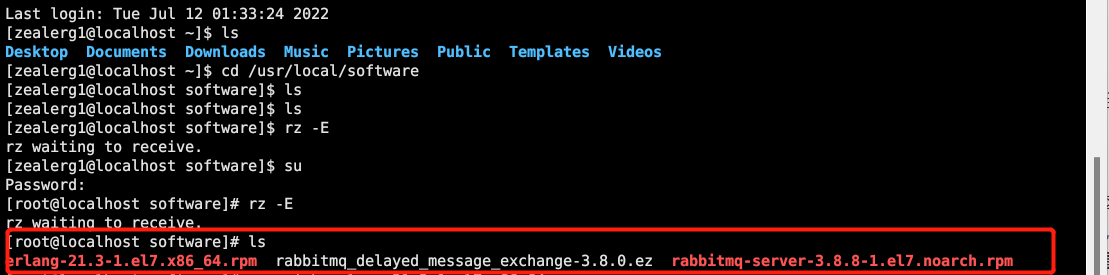 Last login: Tue Jul 12 01:33:24 2022
[zealerg1@localhost ~]$ ls
Desktop  Documents  Downloads  Music  Pictures  Public  Templates  Videos
[zealerg1@localhost ~]$ cd /usr/local/software
[zealerg1@localhost software]$ ls
[zealerg1@localhost software]$ ls
[zealerg1@localhost software]$ rz -E
rz waiting to receive.
[zealerg1@localhost software]$ su
Password:
[root@localhost software]# rz -E
rz waiting to receive.
[root@localhost software]# ls
erlang-21.3-1.el7.x86_64.rpm  rabbitmq_delayed_message_exchange-3.8.0.ez  rabbitmq-server-3.8.8-1.el7.noarch.rpm